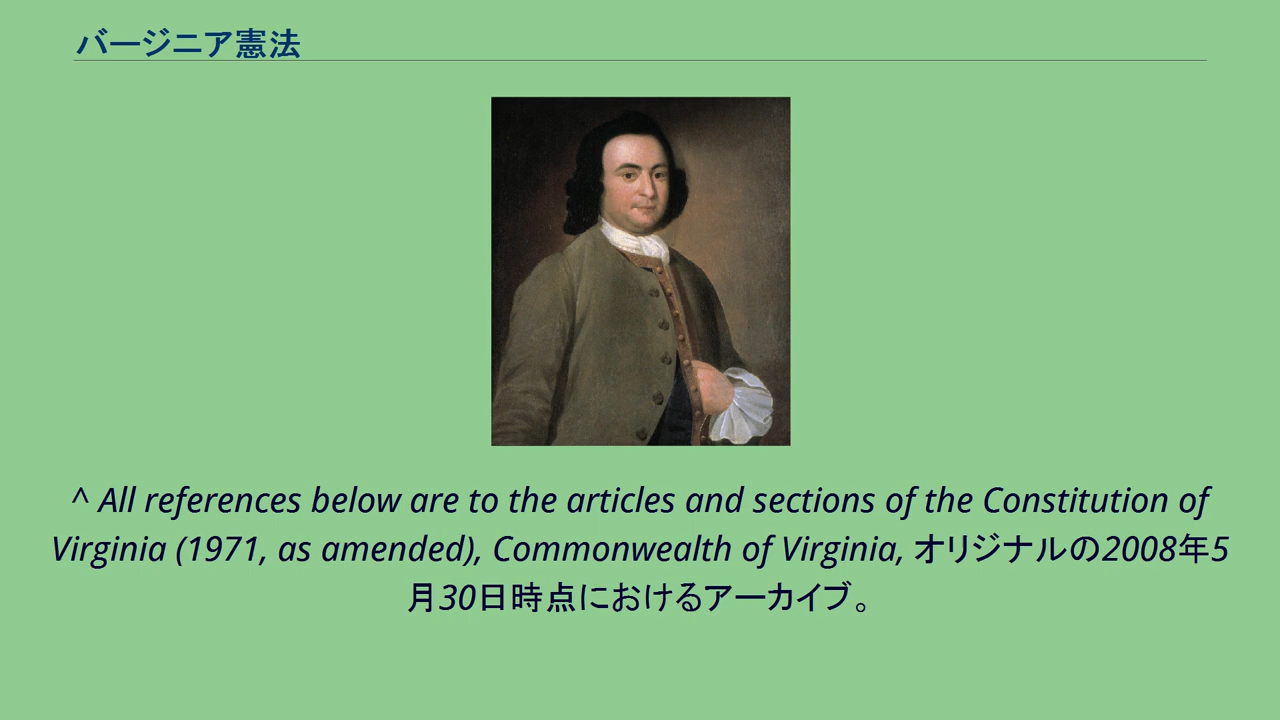 バージニア憲法
^ All references below are to the articles and sections of the Constitution of
Virginia (1971, as amended), Commonwealth of Virginia, オリジナルの2008年5
月30日時点におけるアーカイブ。